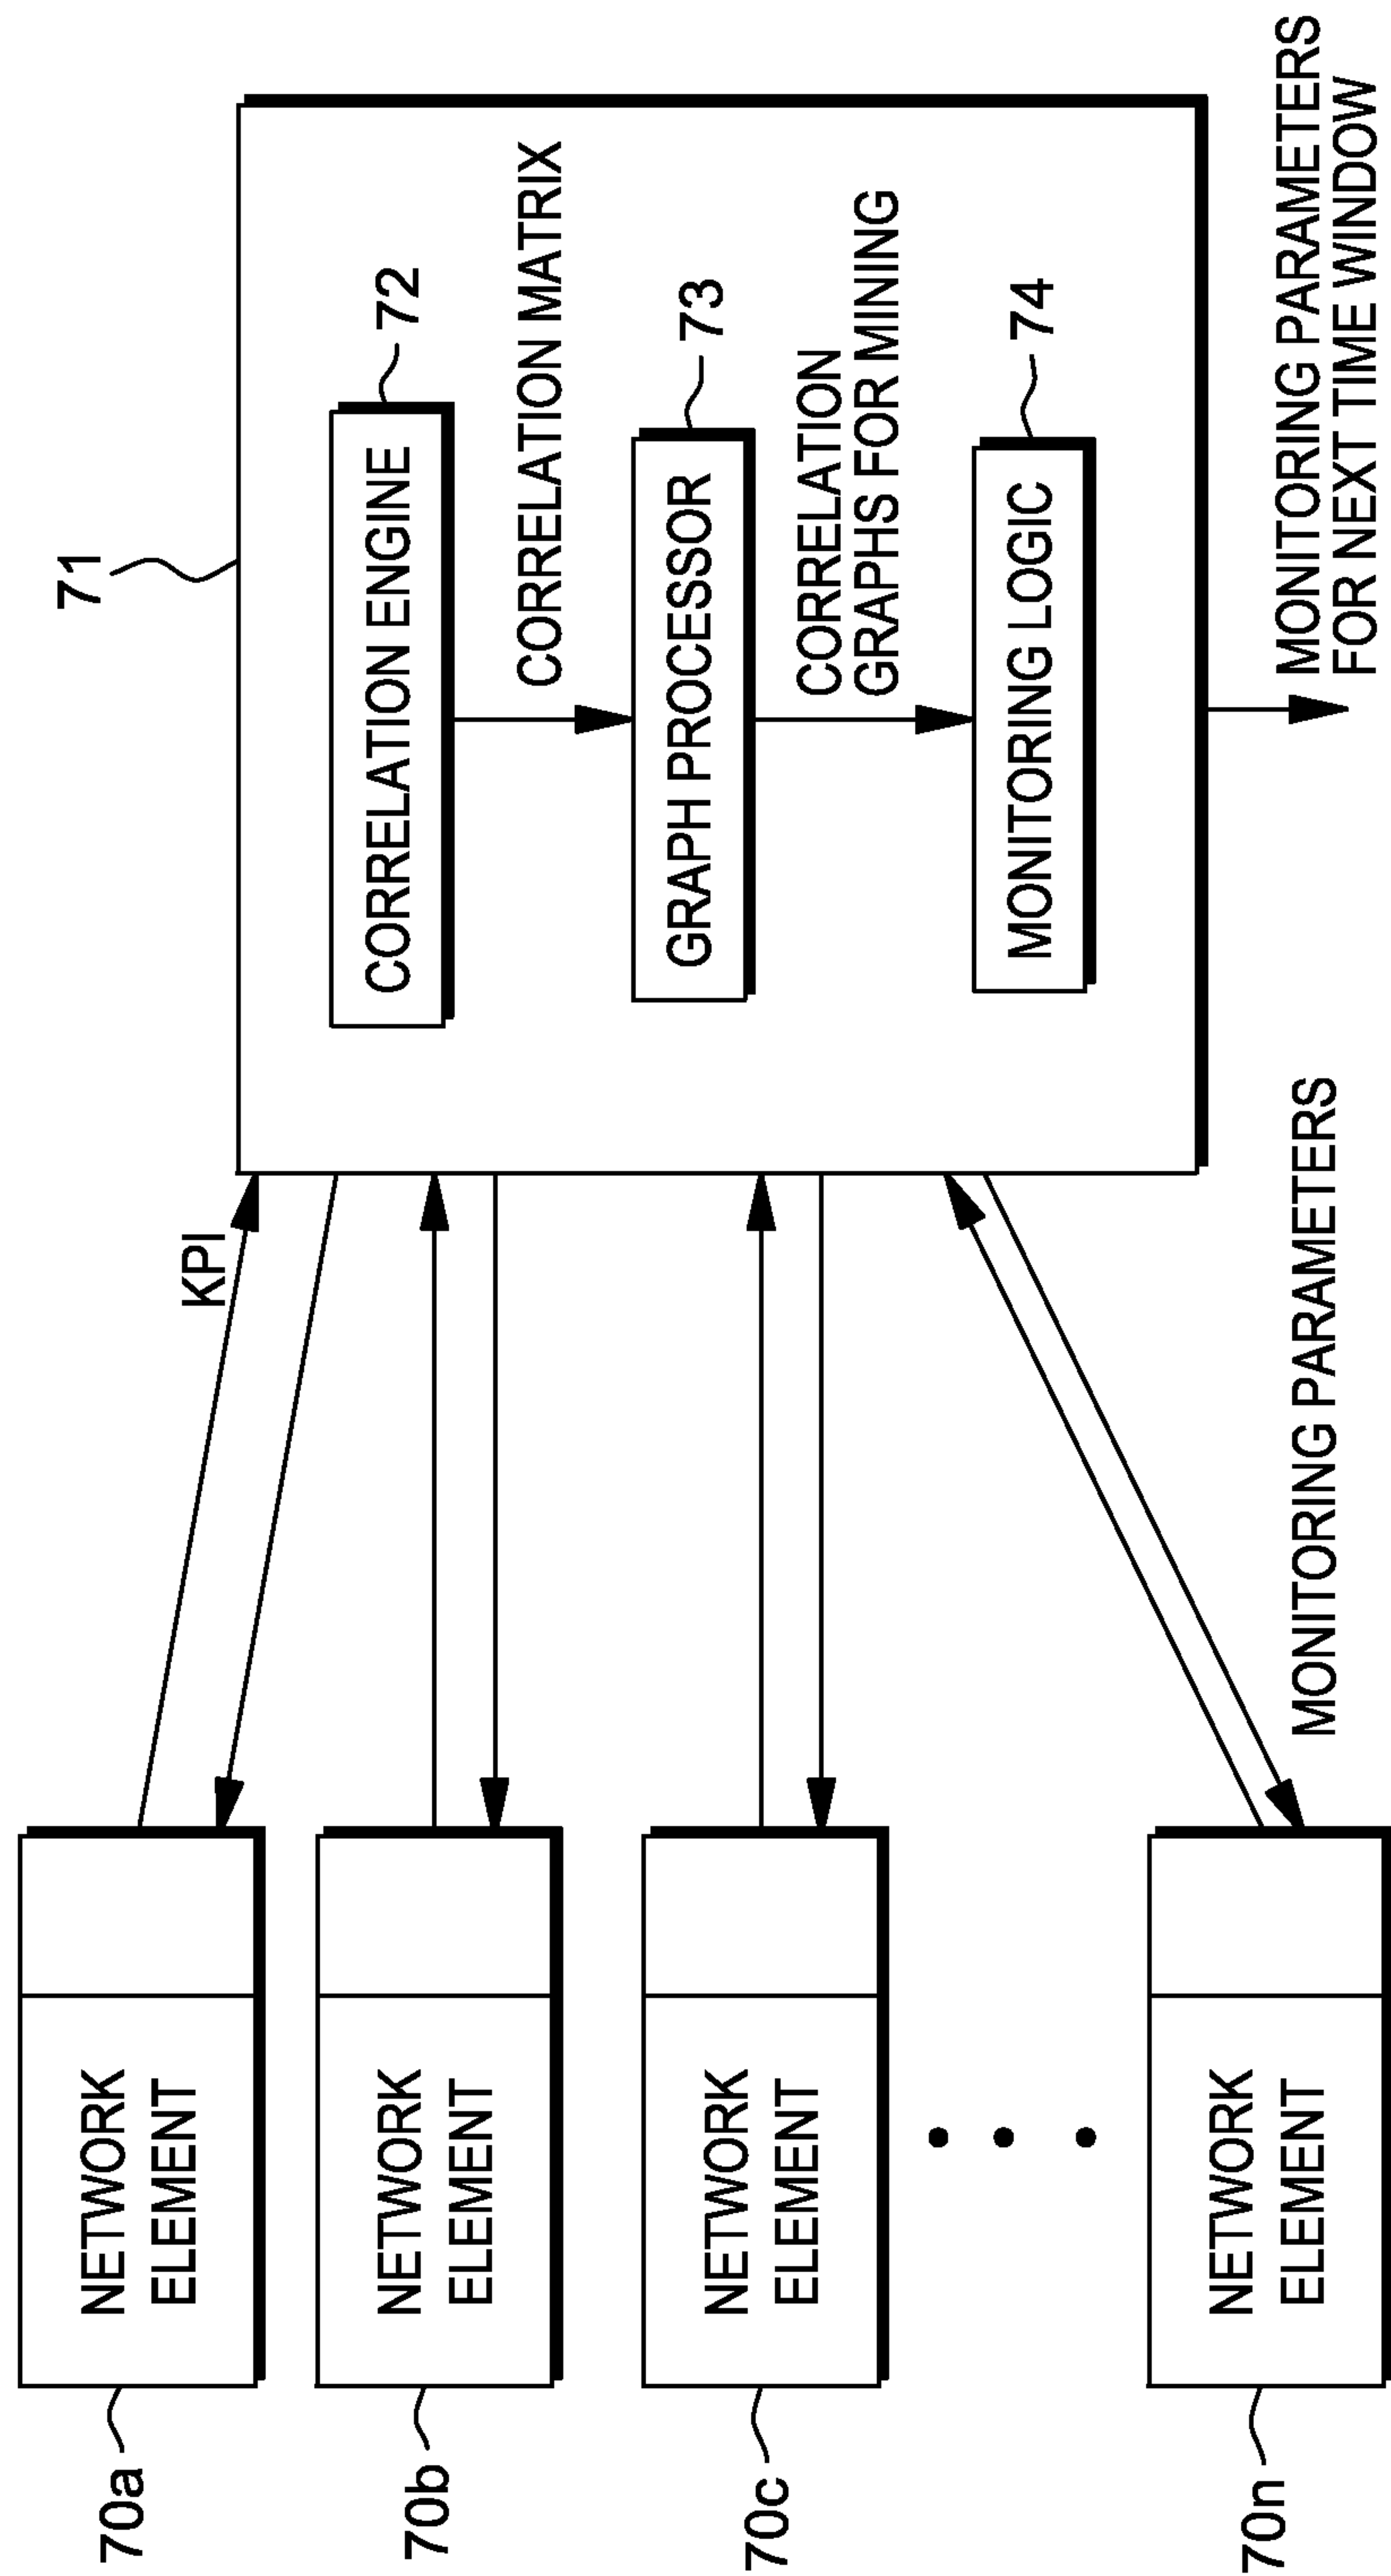 70a
NETWORK
ELEMENT
70b
NETWORK
ELEMENT
70c
NETWORK
ELEMENT
70n
NETWORK
ELEMENT
KPI
MONITORING PARAMETERS
71
CORRELATION ENGINE
72
CORRELATION MATRIX
GRAPH PROCESSOR
73
CORRELATION
GRAPHS FOR MINING
MONITORING LOGIC
74
MONITORING PARAMETERS
FOR NEXT TIME WINDOW